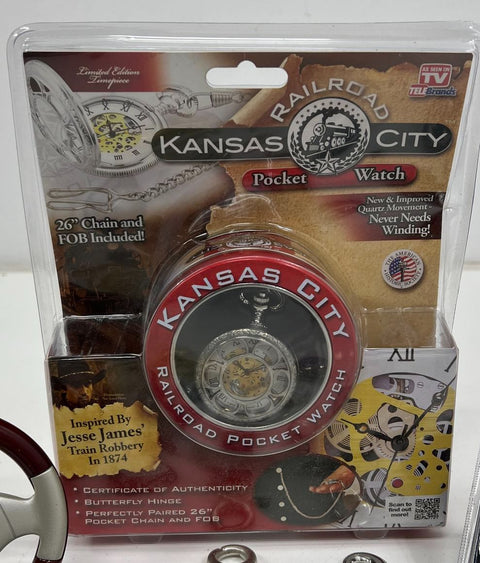 Limited Edition
Timepiece
AS SEEN ON
TV
TELEBrands
RAILROAD
KANSAS CITY
Pocket Watch
26" Chain and
FOB Included!
New & Improved
Quartz Movement -
Never Needs
Winding!
KANSAS CITY
RAILROAD POCKET WATCH
XII
Inspired By
Jesse James'
Train Robbery
In 1874
• CERTIFICATE OF AUTHENTICITY
• BUTTERFLY HINGE
• PERFECTLY PAIRED 26"
POCKET CHAIN AND FOB
Scan to
find out
more!